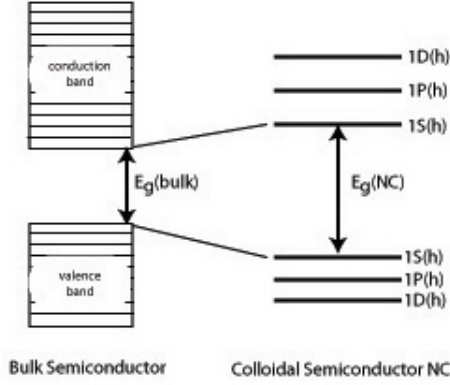 conduction
band
1D(h)
1P(h)
1S(h)
Eg(bulk)
Eg(NC)
valence
band
1S(h)
1P(h)
1D(h)
Bulk Semiconductor
Colloidal Semiconductor NC